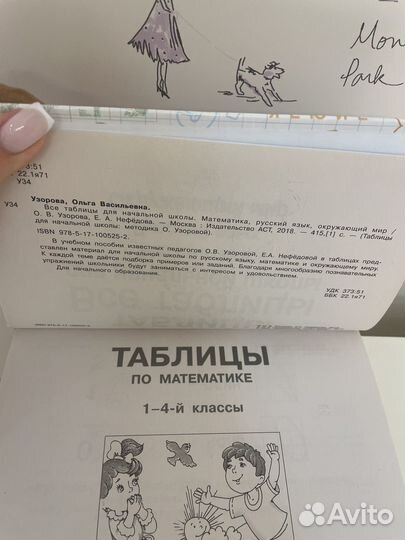 Mon
Park
373:51
22.1я71
У34
Узорова, Ольга Васильевна.
У34 Все таблицы для начальной школы. Математика, русский язык, окружающий мир /
О. В. Узорова, Е. А. Нефёдова. — Москва : Издательство АСТ, 2018. — 415,[1] с. — (Таблицы
для начальной школы: методика О. Узоровой).
ISBN 978-5-17-100525-2.
В учебном пособии известных педагогов О.В. Узоровой, Е.А. Нефёдовой в таблицах пред-
ставлен материал для начальной школы по русскому языку, математике и окружающему миру.
К каждой теме даётся подборка примеров или заданий. Благодаря многообразию познавательных
упражнений школьники будут заниматься с интересом и удовольствием.
Для начального образования.
УДК 373:51
ББК 22.1я71
ТАБЛИЦЫ
ПО МАТЕМАТИКЕ
1–4-й классы
Avito